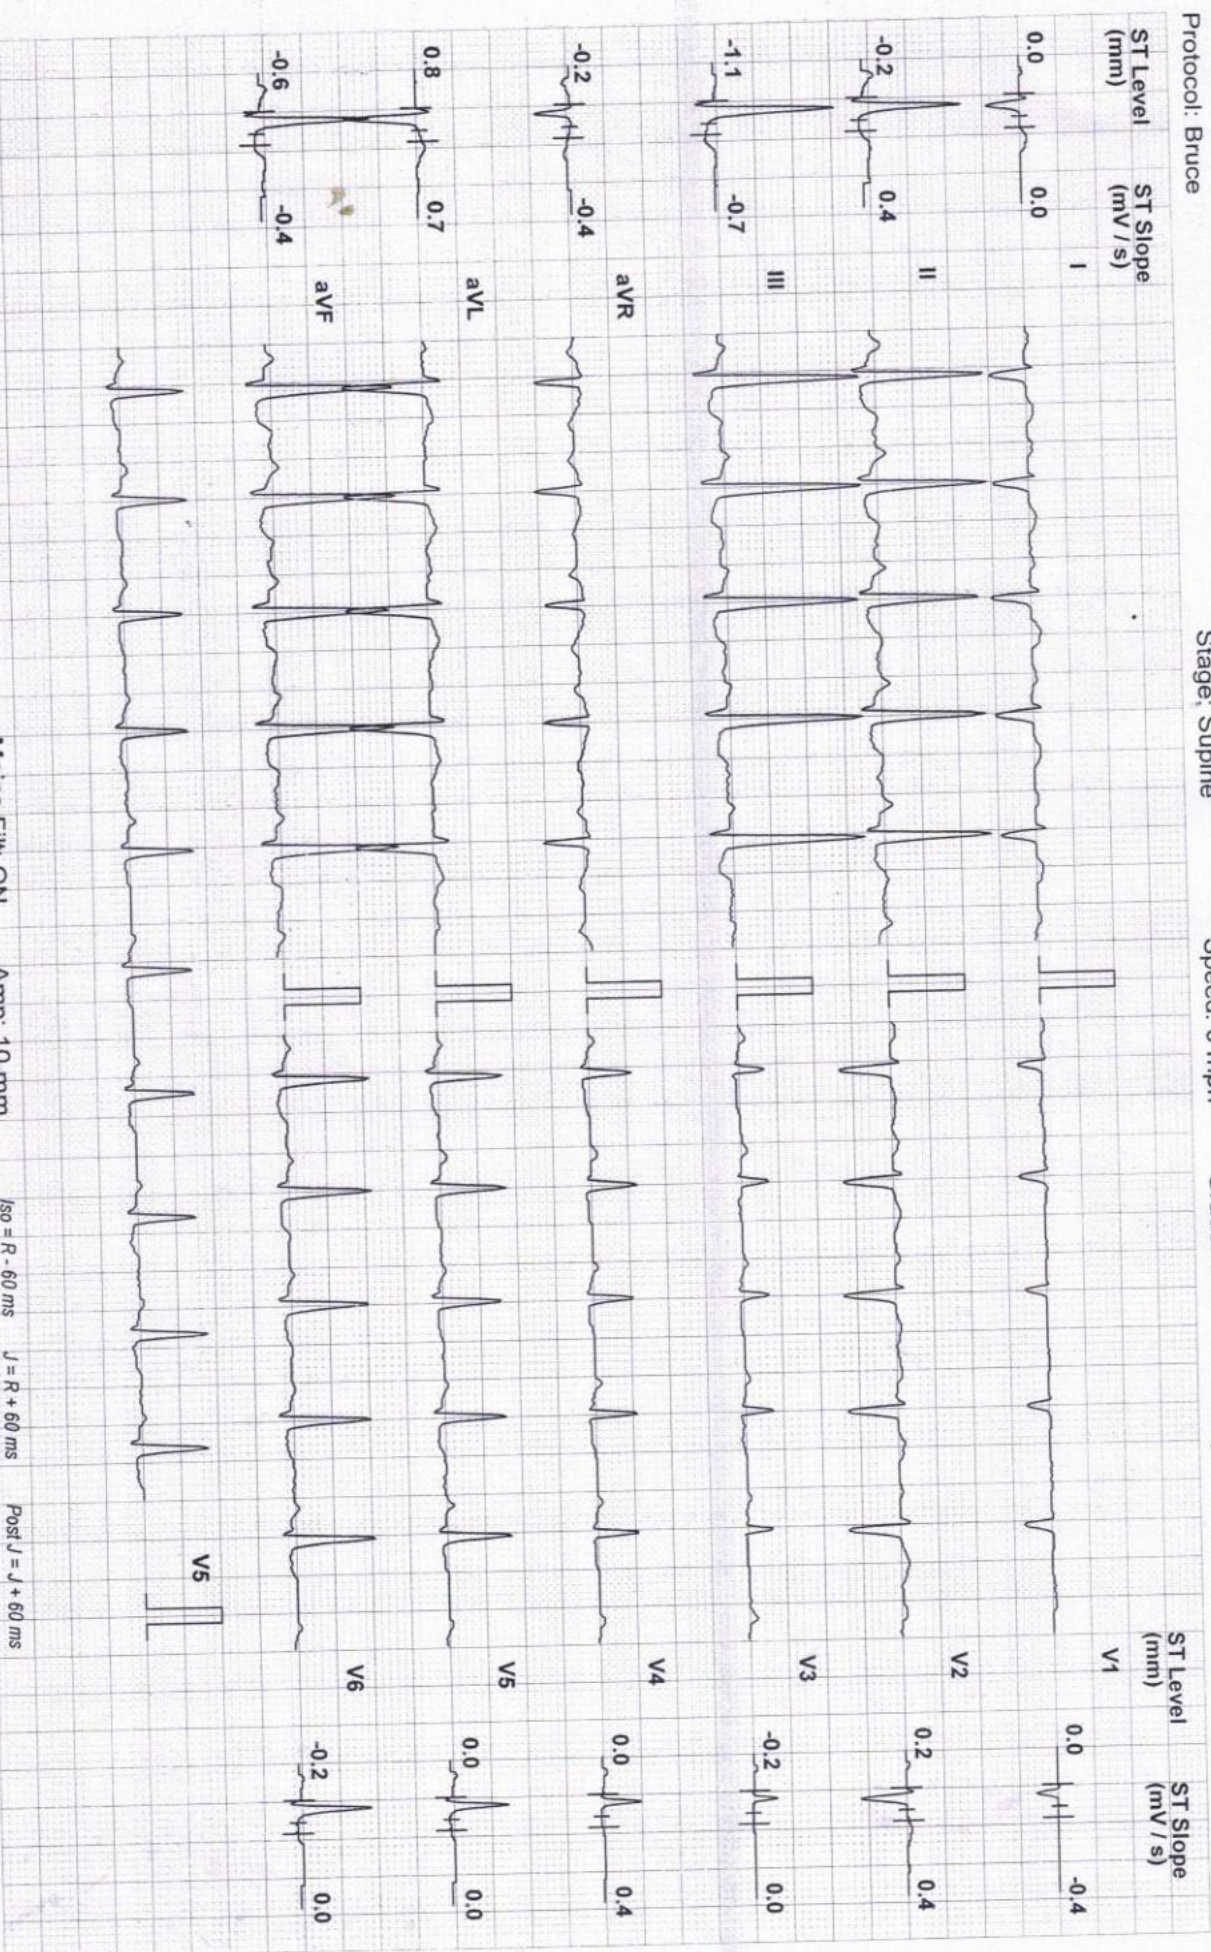 Protocol: Bruce
Stage: Supine
ST Level
(mm)
ST Slope
(mV / s)
0.0
0.0
I
-0.2
0.4
II
-1.1
-0.7
III
-0.2
-0.4
aVR
0.8
0.7
aVL
-0.6
-0.4
aVF
ST Level
(mm)
ST Slope
(mV / s)
V1
0.0
-0.4
V2
0.2
0.4
V3
-0.2
0.0
V4
0.0
0.4
V5
0.0
0.0
V6
-0.2
0.0
V5
Iso = R - 60 ms J = R + 60 ms Post J = J + 60 ms